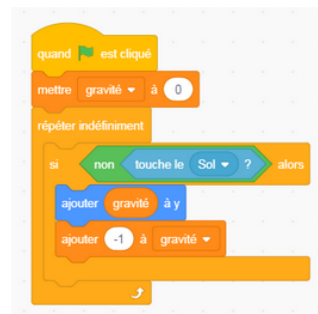 quand est cliqué
mettre gravité à 0
répéter indéfiniment
si non touche le Sol ? alors
ajouter gravité à y
ajouter -1 à gravité